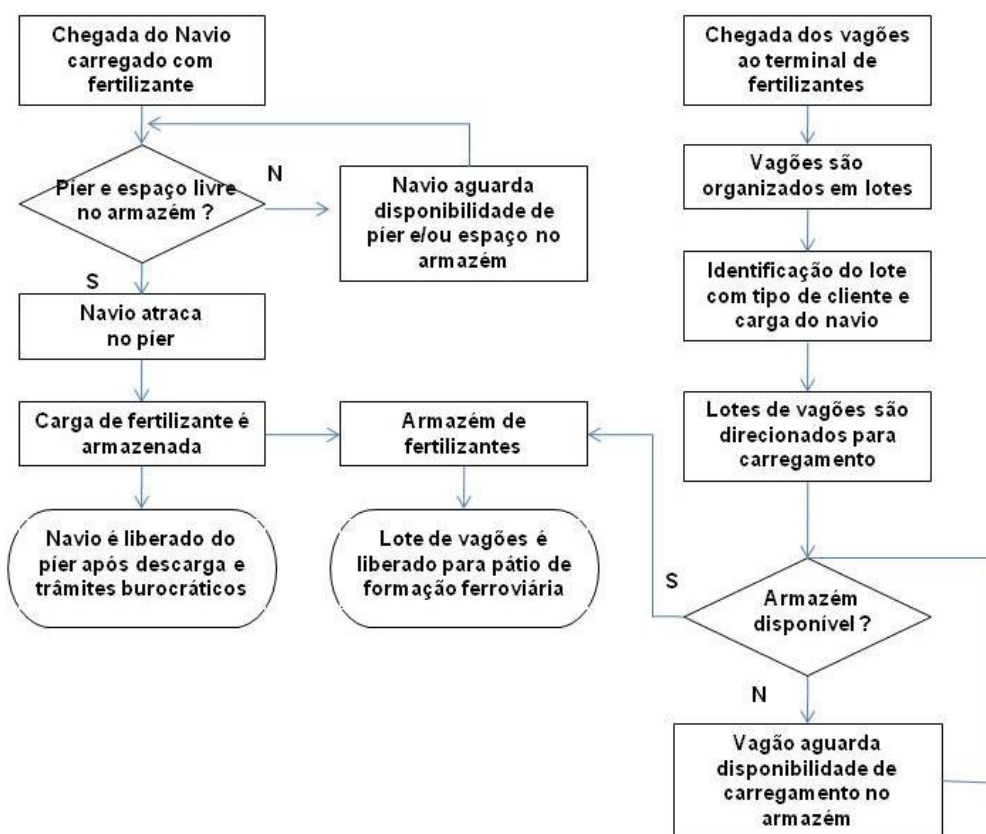 Chegada do Navio
carregado com
fertilizante
Píer e espaço livre
no armazém ?
N
Navio aguarda
disponibilidade de
píer e/ou espaço no
armazém
S
Navio atraca
no píer
Carga de fertilizante é
armazenada
Navio é liberado do
píer após descarga e
trâmites burocráticos
Armazém de
fertilizantes
Lote de vagões é
liberado para pátio de
formação ferroviária
Chegada dos vagões
ao terminal de
fertilizantes
Vagões são
organizados em lotes
Identificação do lote
com tipo de cliente e
carga do navio
Lotes de vagões são
direcionados para
carregamento
S
Armazém
disponível ?
N
Vagão aguarda
disponibilidade de
carregamento no
armazém